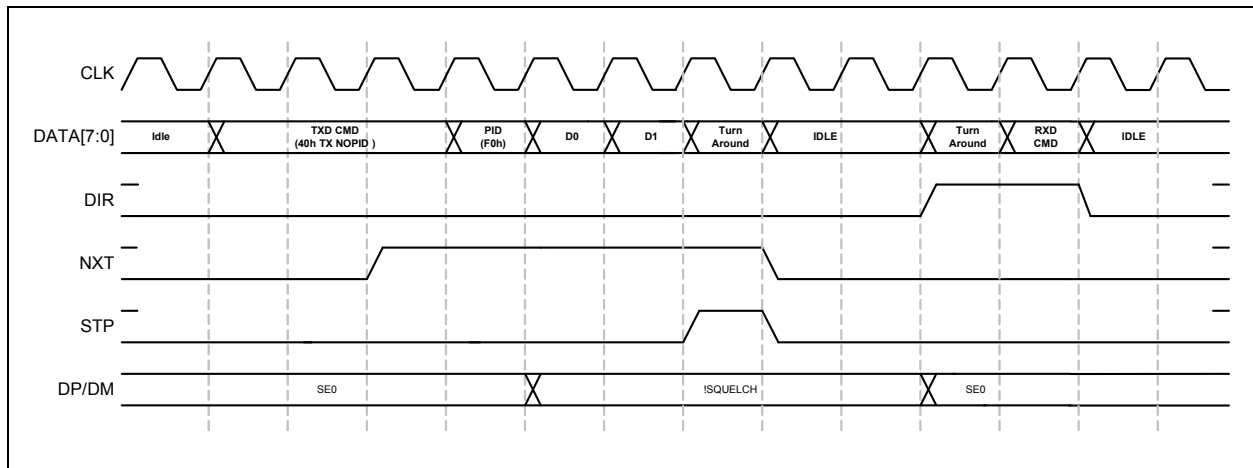 CLK
DATA[7:0]
Idle
TXD CMD
(40h TX NOPID )
PID
(F0h)
D0
D1
Turn
Around
IDLE
Turn
Around
RXD
CMD
IDLE
DIR
NXT
STP
DP/DM
SE0
!SQUELCH
SE0